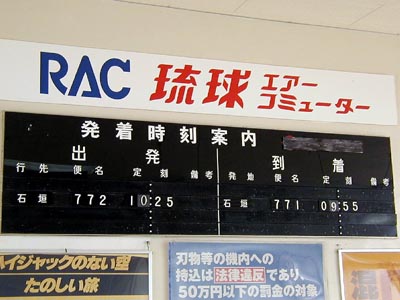 RAC 琉球エアーコミューター
発着時刻案内
出発 到着
行先 便名 定刻 備考 発地 便名 定刻 備考
石垣 772 10:25 石垣 771 09:55
ハイジャックのない空
たのしい旅
刃物等の機内への
持込は法律違反であり、
50万円以下の罰金の対象